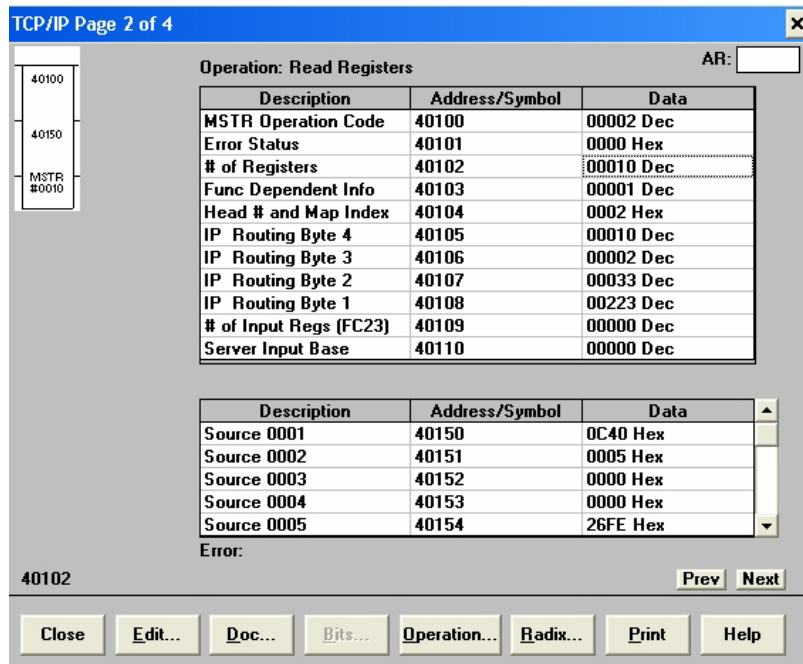 TCP/IP Page 2 of 4
x
40100
40150
MSTR
#0010
Operation: Read Registers
AR:
Description Address/Symbol Data
MSTR Operation Code 40100 00002 Dec
Error Status 40101 0000 Hex
# of Registers 40102 00010 Dec
Func Dependent Info 40103 00001 Dec
Head # and Map Index 40104 0002 Hex
IP Routing Byte 4 40105 00010 Dec
IP Routing Byte 3 40106 00002 Dec
IP Routing Byte 2 40107 00033 Dec
IP Routing Byte 1 40108 00223 Dec
# of Input Regs (FC23) 40109 00000 Dec
Server Input Base 40110 00000 Dec
Description Address/Symbol Data
Source 0001 40150 0C40 Hex
Source 0002 40151 0005 Hex
Source 0003 40152 0000 Hex
Source 0004 40153 0000 Hex
Source 0005 40154 26FE Hex
Error:
40102
Prev Next
Close Edit... Doc... Bits... Operation... Radix... Print Help